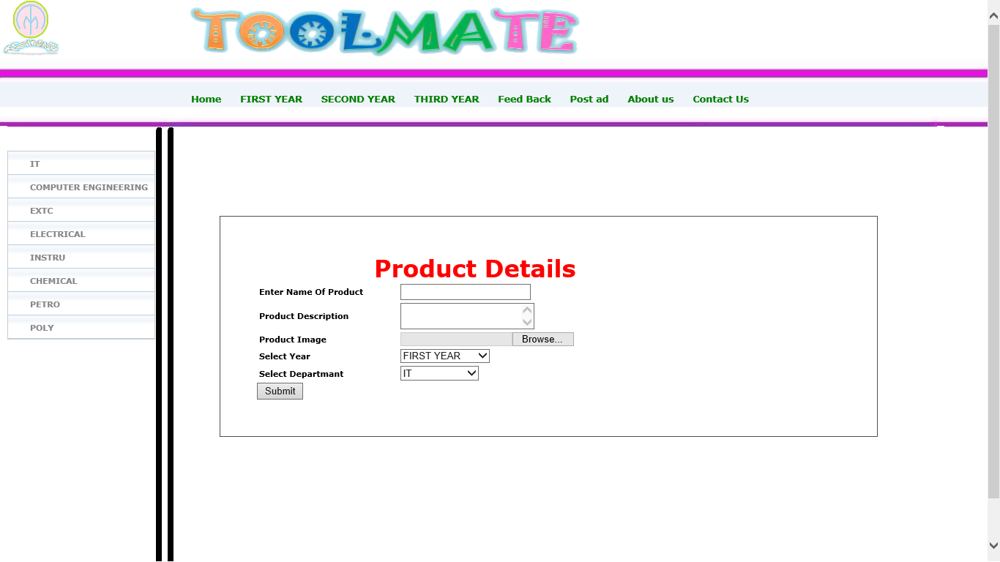 TOOLMATE
Home FIRST YEAR SECOND YEAR THIRD YEAR Feed Back Post ad About us Contact Us
IT
COMPUTER ENGINEERING
EXTC
ELECTRICAL
INSTRU
CHEMICAL
PETRO
POLY
Product Details
Enter Name Of Product
Product Description
Product Image Browse...
Select Year FIRST YEAR
Select Departmant IT
Submit